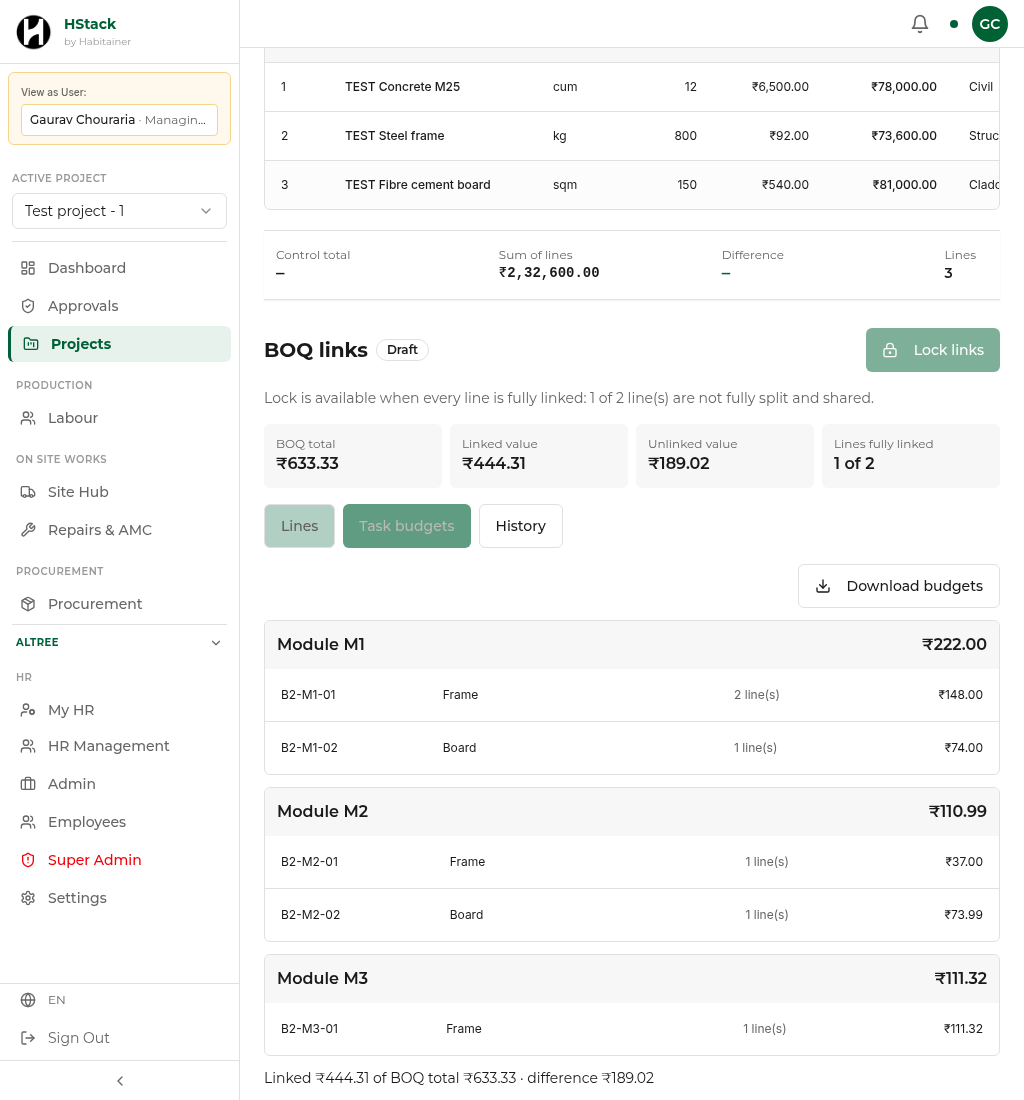 HStack
by Habitainer
GC
View as User:
Gaurav Chouraria · Managin...
ACTIVE PROJECT
Test project - 1
Dashboard
Approvals
Projects
PRODUCTION
Labour
ON SITE WORKS
Site Hub
Repairs & AMC
PROCUREMENT
Procurement
ALTREE
HR
My HR
HR Management
Admin
Employees
Super Admin
Settings
EN
Sign Out
1 TEST Concrete M25 cum 12 ₹6,500.00 ₹78,000.00 Civil
2 TEST Steel frame kg 800 ₹92.00 ₹73,600.00 Struc
3 TEST Fibre cement board sqm 150 ₹540.00 ₹81,000.00 Cladd
Control total Sum of lines Difference Lines
– ₹2,32,600.00 – 3
BOQ links Draft Lock links
Lock is available when every line is fully linked: 1 of 2 line(s) are not fully split and shared.
BOQ total Linked value Unlinked value Lines fully linked
₹633.33 ₹444.31 ₹189.02 1 of 2
Lines Task budgets History
Download budgets
Module M1 ₹222.00
B2-M1-01 Frame 2 line(s) ₹148.00
B2-M1-02 Board 1 line(s) ₹74.00
Module M2 ₹110.99
B2-M2-01 Frame 1 line(s) ₹37.00
B2-M2-02 Board 1 line(s) ₹73.99
Module M3 ₹111.32
B2-M3-01 Frame 1 line(s) ₹111.32
Linked ₹444.31 of BOQ total ₹633.33 · difference ₹189.02